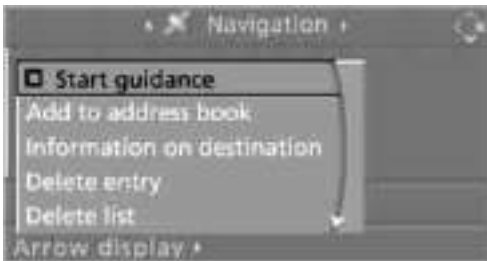 Navigation
Start guidance
Add to address book
Information on destination
Delete entry
Delete list
Arrow display